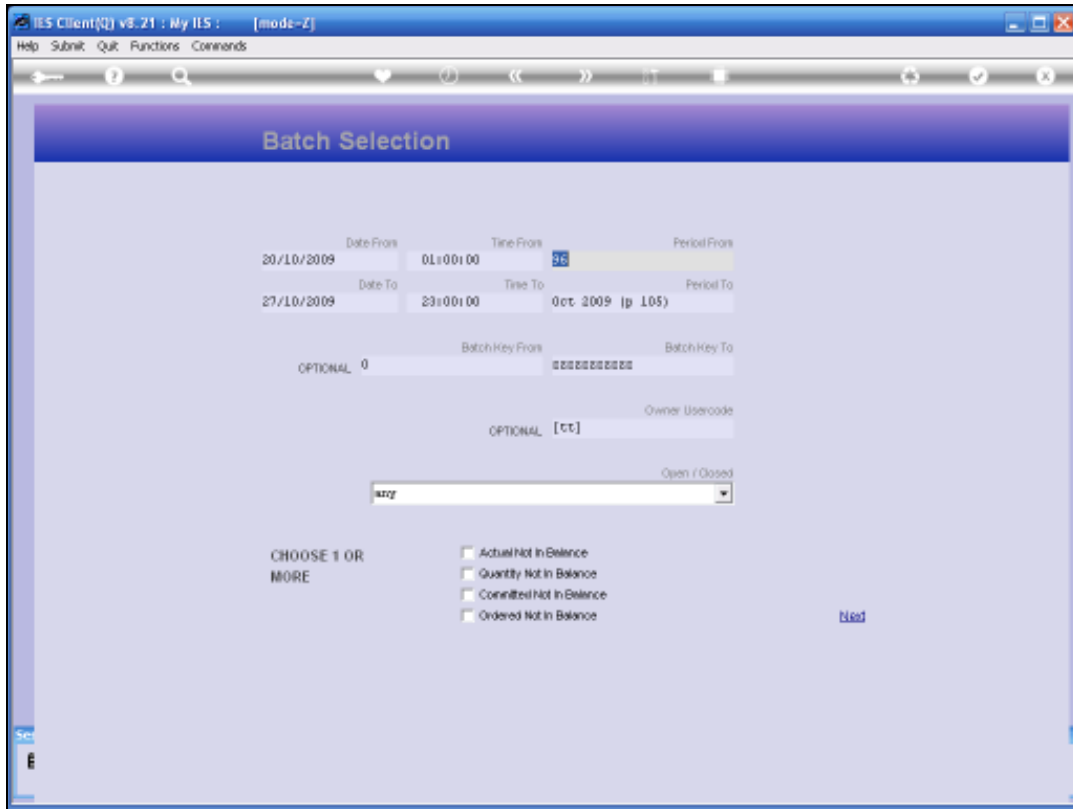 IES Client(Q) v8.21 : My IES : [mode-Z]
Help Submit Quit Functions Commands
Batch Selection
Date From Time From Period From
20/10/2009 01:00:00 96
Date To Time To Period To
27/10/2009 23:00:00 Oct 2009 (p 105)
Batch Key From Batch Key To
OPTIONAL 0 zzzzzzzzzzz
Owner Usercode
OPTIONAL [tt]
Open / Closed
any
CHOOSE 1 OR
MORE
Actual Not In Balance
Quantity Not In Balance
Committed Not In Balance
Ordered Not In Balance
Next